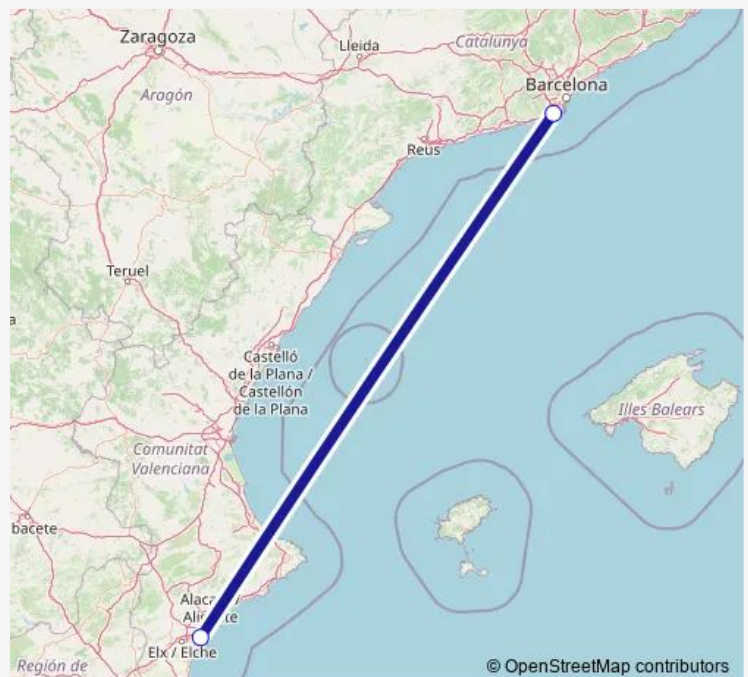 Zaragoza
Lleida
Catalunya
Barcelona
Aragón
Reus
Teruel
a
Castelló
de la Plana /
Castellón
de la Plana
Illes Balears
Comunitat
Valenciana
bacete
Elx / Elche
Región de
© OpenStreetMap contributors